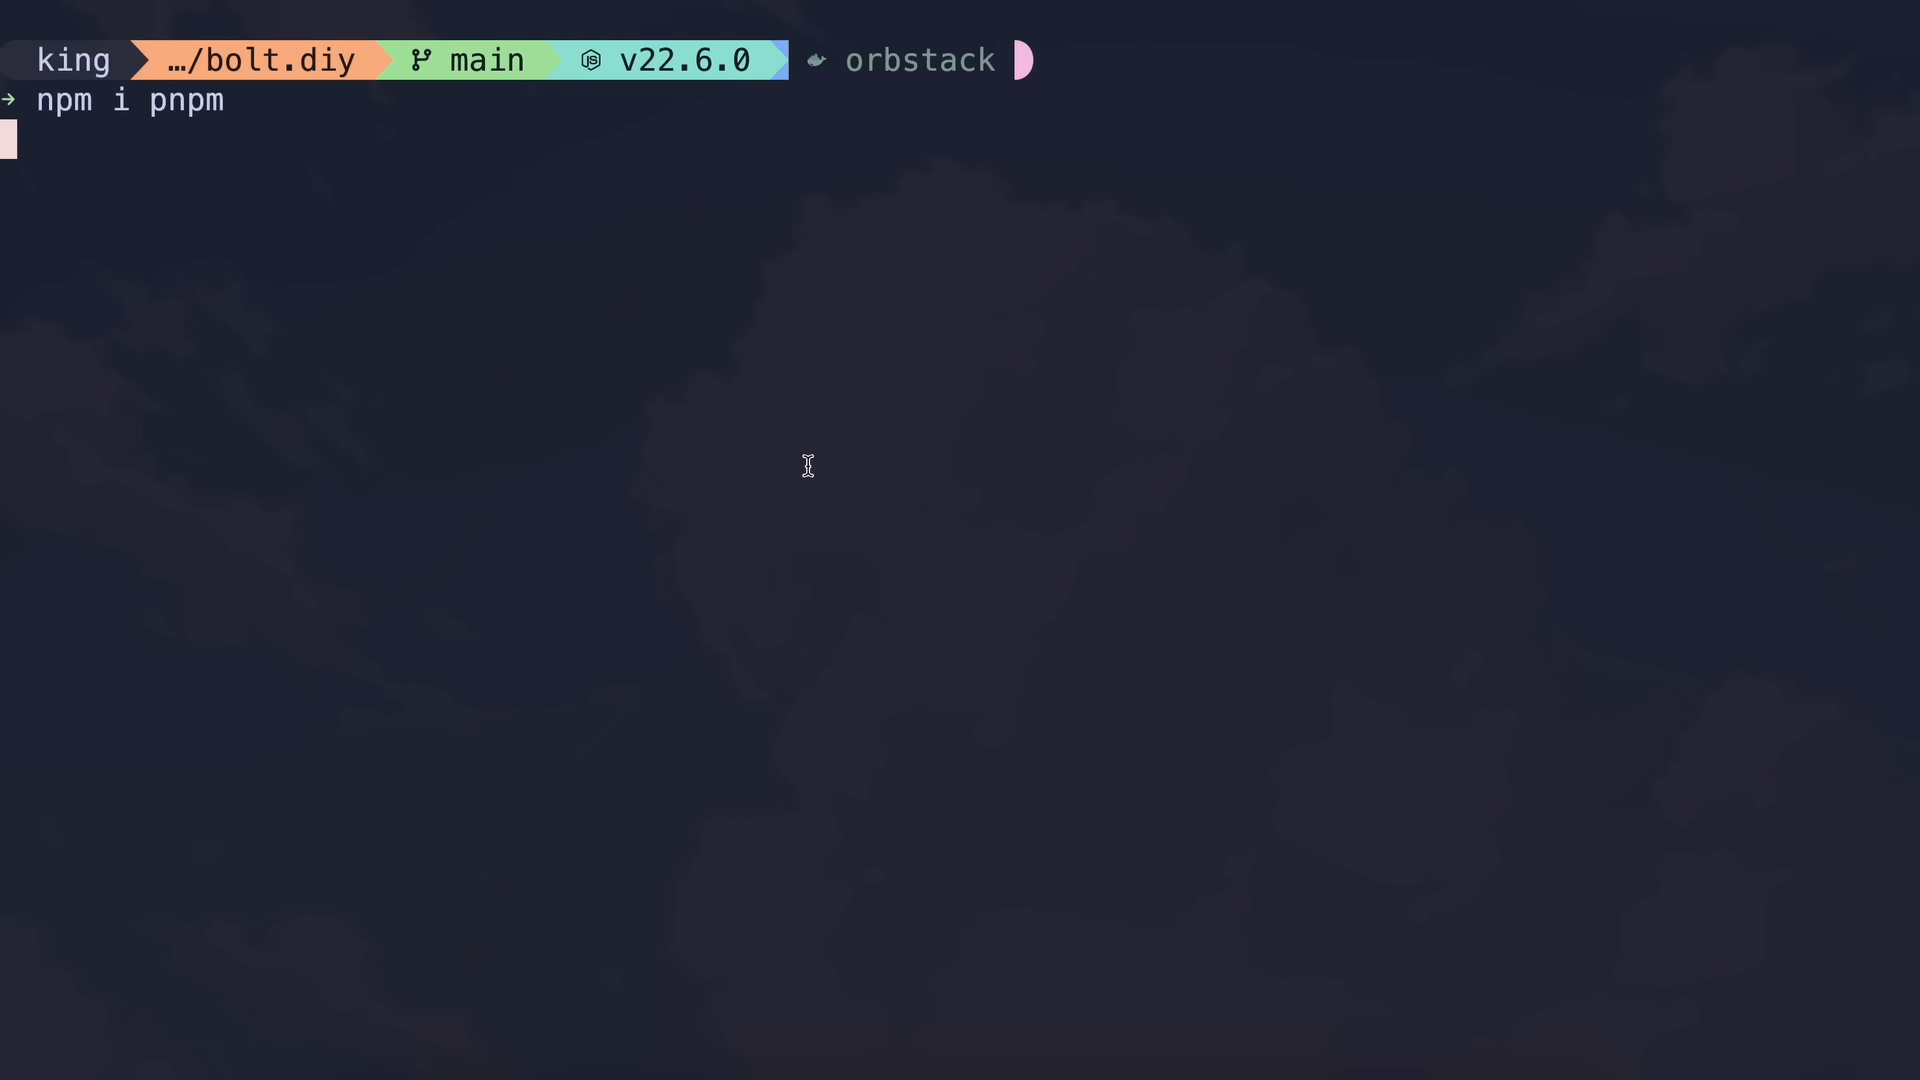 king …/bolt.diy main v22.6.0 orbstack
→ npm i pnpm